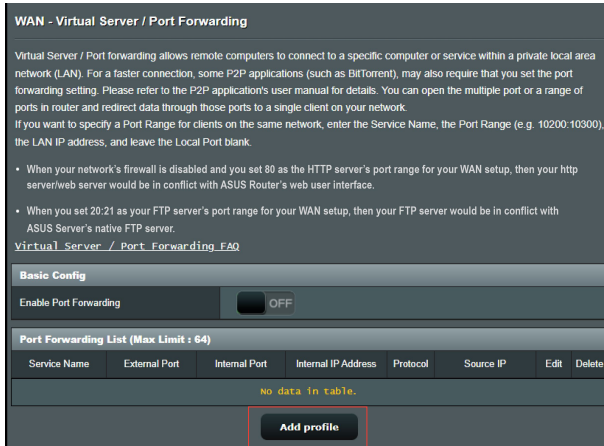 WAN - Virtual Server / Port Forwarding
Virtual Server / Port forwarding allows remote computers to connect to a specific computer or service within a private local area
network (LAN). For a faster connection, some P2P applications (such as BitTorrent), may also require that you set the port
forwarding setting. Please refer to the P2P application's user manual for details. You can open the multiple port or a range of
ports in router and redirect data through those ports to a single client on your network.
If you want to specify a Port Range for clients on the same network, enter the Service Name, the Port Range (e.g. 10200:10300),
the LAN IP address, and leave the Local Port blank.
• When your network's firewall is disabled and you set 80 as the HTTP server's port range for your WAN setup, then your http
server/web server would be in conflict with ASUS Router's web user interface.
• When you set 20:21 as your FTP server's port range for your WAN setup, then your FTP server would be in conflict with
ASUS Server's native FTP server.
Virtual Server / Port Forwarding FAQ
Basic Config
Enable Port Forwarding OFF
Port Forwarding List (Max Limit : 64)
Service Name External Port Internal Port Internal IP Address Protocol Source IP Edit Delete
No data in table.
Add profile